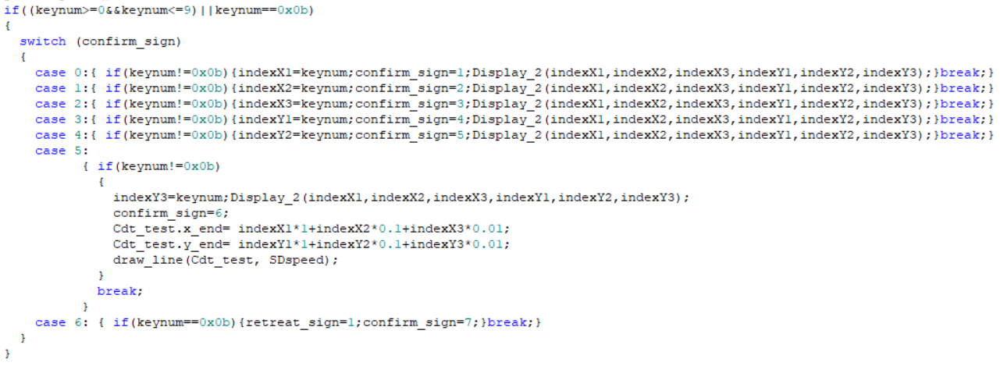 if((keynum>=0&&keynum<=9)||keynum==0x0b)
{
switch (confirm_sign)
{
case 0:{ if(keynum!=0x0b){indexX1=keynum;confirm_sign=1;Display_2(indexX1,indexX2,indexX3,indexY1,indexY2,indexY3);}break;}
case 1:{ if(keynum!=0x0b){indexX2=keynum;confirm_sign=2;Display_2(indexX1,indexX2,indexX3,indexY1,indexY2,indexY3);}break;}
case 2:{ if(keynum!=0x0b){indexX3=keynum;confirm_sign=3;Display_2(indexX1,indexX2,indexX3,indexY1,indexY2,indexY3);}break;}
case 3:{ if(keynum!=0x0b){indexY1=keynum;confirm_sign=4;Display_2(indexX1,indexX2,indexX3,indexY1,indexY2,indexY3);}break;}
case 4:{ if(keynum!=0x0b){indexY2=keynum;confirm_sign=5;Display_2(indexX1,indexX2,indexX3,indexY1,indexY2,indexY3);}break;}
case 5:
{ if(keynum!=0x0b)
{
indexY3=keynum;Display_2(indexX1,indexX2,indexX3,indexY1,indexY2,indexY3);
confirm_sign=6;
Cdt_test.x_end= indexX1*1+indexX2*0.1+indexX3*0.01;
Cdt_test.y_end= indexY1*1+indexY2*0.1+indexY3*0.01;
draw_line(Cdt_test, SDspeed);
}
break;
}
case 6: { if(keynum==0x0b){retreat_sign=1;confirm_sign=7;}break;}
}
}